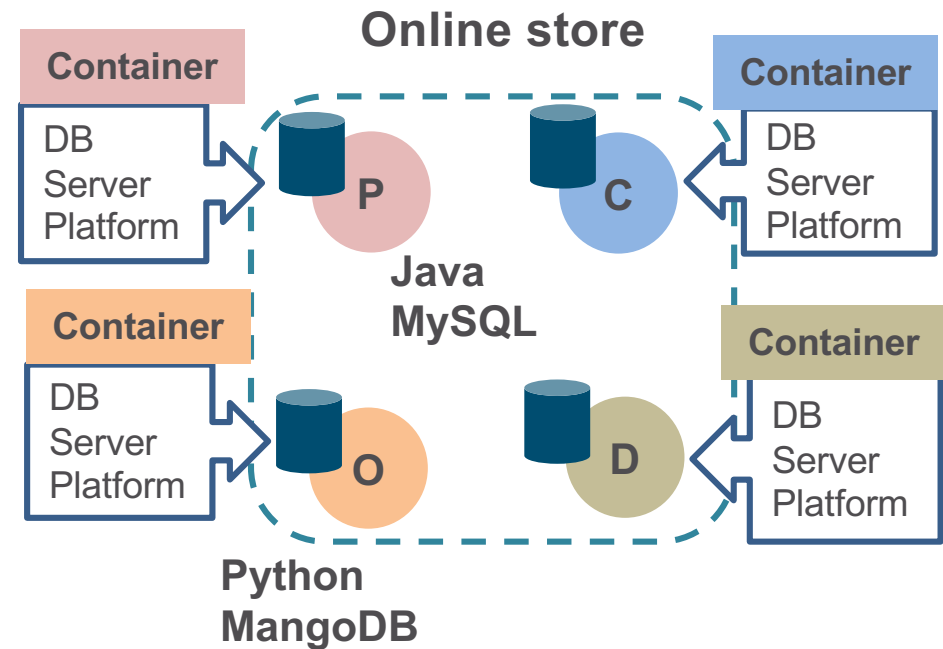 Online store
Container
DB
Server
Platform
P
C
Container
DB
Server
Platform
Java
MySQL
Container
DB
Server
Platform
O
D
Container
DB
Server
Platform
Python
MangoDB